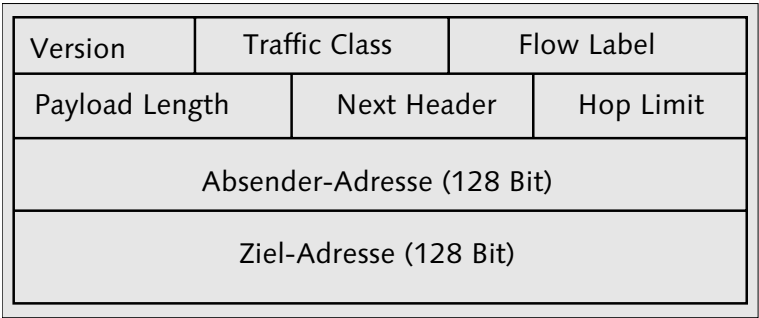 Version Traffic Class Flow Label
Payload Length Next Header Hop Limit
Absender-Adresse (128 Bit)
Ziel-Adresse (128 Bit)